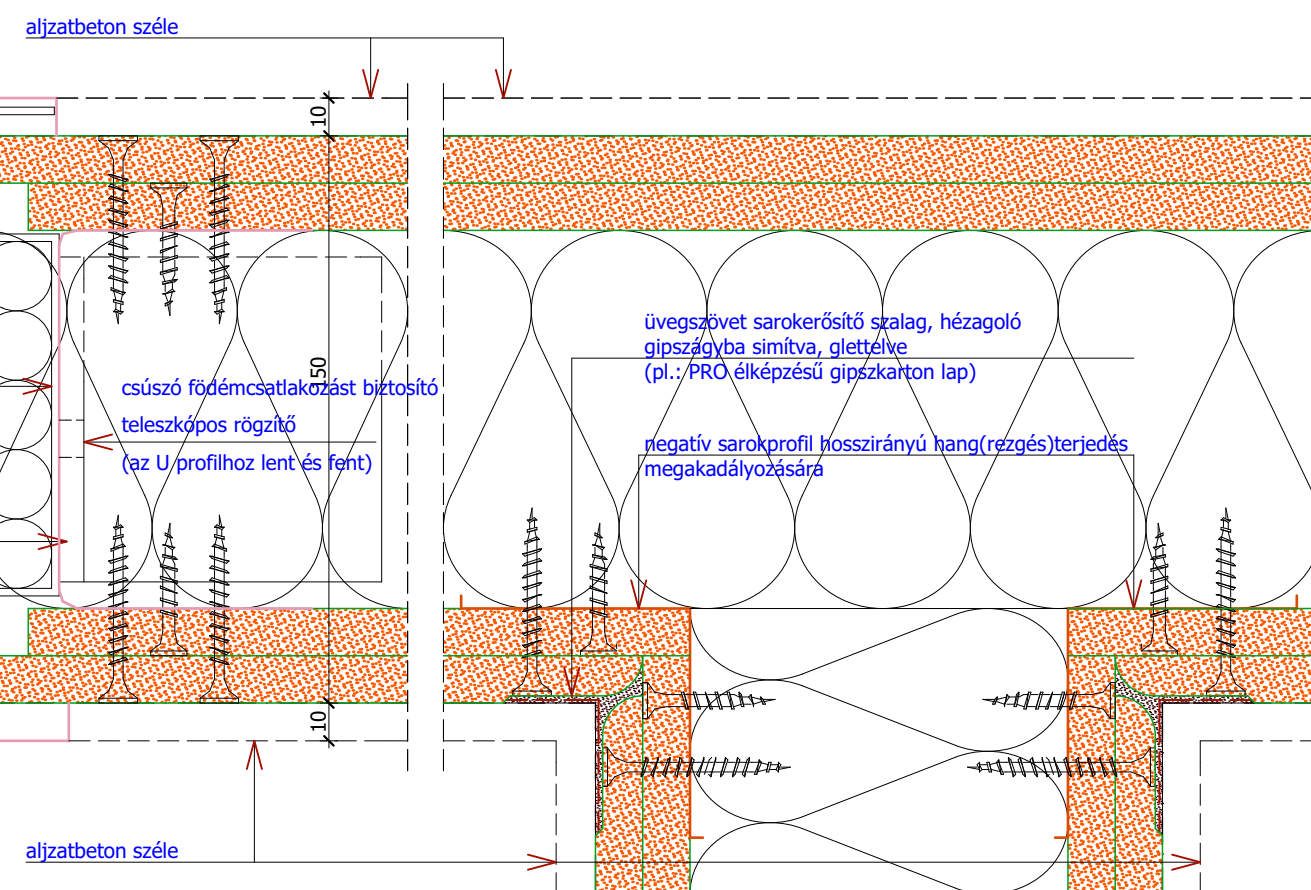 aljzatbeton széle
10
üvegszövet sarokerősítő szalag, hézagoló
gipszágyba simítva, glettelve
(pl.: PRO élképzésű gipszkarton lap)
150
csúszó födémcsatlakozást biztosító
teleszkópos rögzítő
(az U profilhoz lent és fent)
negatív sarokprofil hosszirányú hang(rezgés)terjedés
megakadályozására
10
aljzatbeton széle